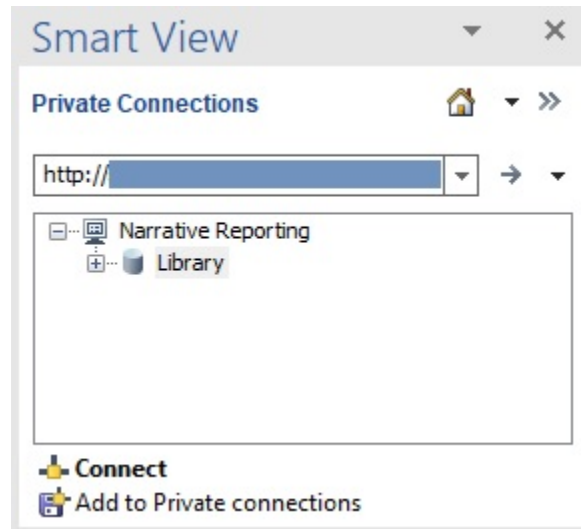 Smart View
Private Connections
http://
Narrative Reporting
Library
Connect
Add to Private connections